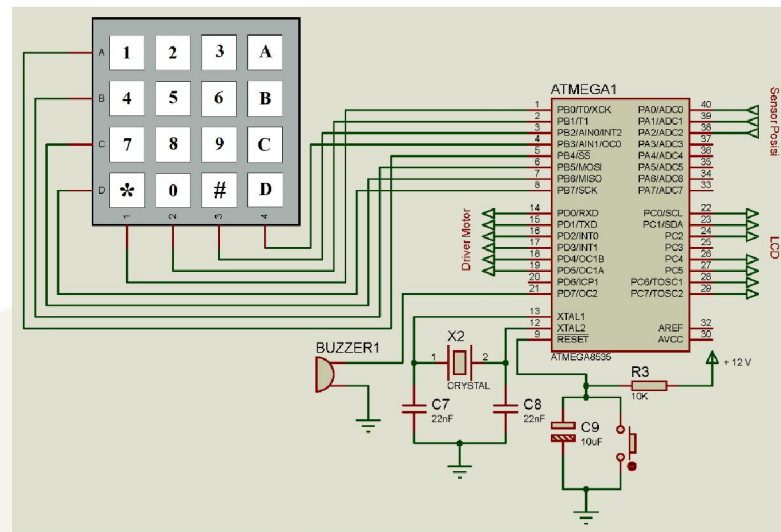 A 1 2 3 A
B 4 5 6 B
C 7 8 9 C
D * 0 # D
1 2 3 4
ATMEGA1
1 PB0/T0/XCK PA0/ADC0 40
2 PB1/T1 PA1/ADC1 39
3 PB2/AIN0/INT2 PA2/ADC2 38
4 PB3/AIN1/OC0 PA3/ADC3 37
5 PB4/SS PA4/ADC4 36
6 PB5/MOSI PA5/ADC5 35
7 PB6/MISO PA6/ADC6 34
8 PB7/SCK PA7/ADC7 33
14 PD0/RXD PC0/SCL 22
15 PD1/TXD PC1/SDA 23
16 PD2/INT0 PC2 24
17 PD3/INT1 PC3 25
18 PD4/OC1B PC4 26
19 PD5/OC1A PC5 27
20 PD6/ICP1 PC6/TOSC1 28
21 PD7/OC2 PC7/TOSC2 29
13 XTAL1
12 XTAL2 AREF 32
9 RESET AVCC 30
ATMEGA8535
Sensor Posisi
Driver Motor
LCD
BUZZER1
X2
1 2
CRYSTAL
C7
22nF
C8
22nF
R3
10K
+ 12 V
C9
10uF